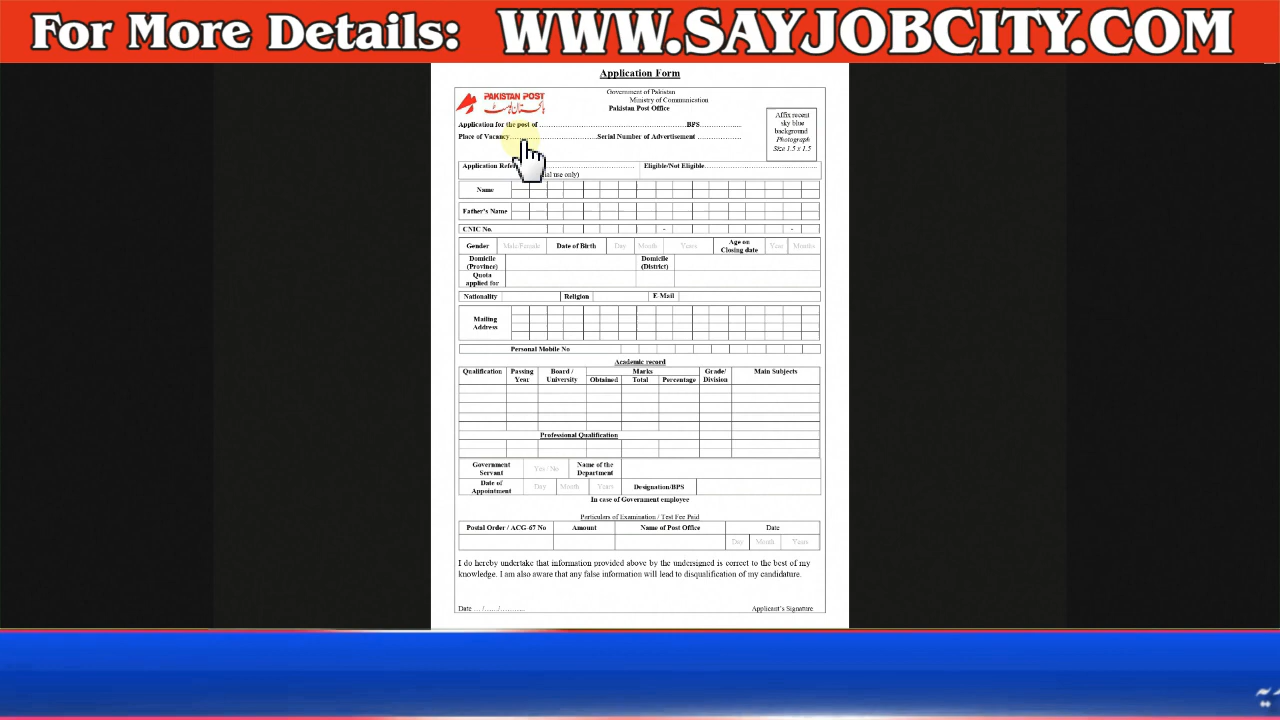 For More Details: WWW.SAYJOBCITY.COM
Application Form
PAKISTAN POST
پاکستان پوسٹ
Government of Pakistan
Ministry of Communication
Pakistan Post Office
Affix recent
sky blue
background
Photograph
Size 1.5 x 1.5
Application for the post of ............ BPS............
Place of Vacancy............Serial Number of Advertisement ............
Application Refe
Eligible/Not Eligible............
ial use only)
Name
Father's Name
CNIC No. - -
Gender Male/Female Date of Birth Day Month Years Age on Closing date Year Months
Domicile (Province) Domicile (District)
Quota applied for
Nationality Religion E-Mail
Mailing Address
Personal Mobile No
Academic record
Qualification Passing Year Board / University Marks Grade/ Division Main Subjects
Obtained Total Percentage
Professional Qualification
Government Servant Yes / No Name of the Department
Date of Appointment Day Month Years Designation/BPS
In case of Government employee
Particulers of Examination / Test Fee Paid
Postal Order / ACG-67 No Amount Name of Post Office Date
Day Month Years
I do hereby undertake that information provided above by the undersigned is correct to the best of my
knowledge. I am also aware that any false information will lead to disqualification of my candidature.
Date .... /....../........... Applicant's Signature